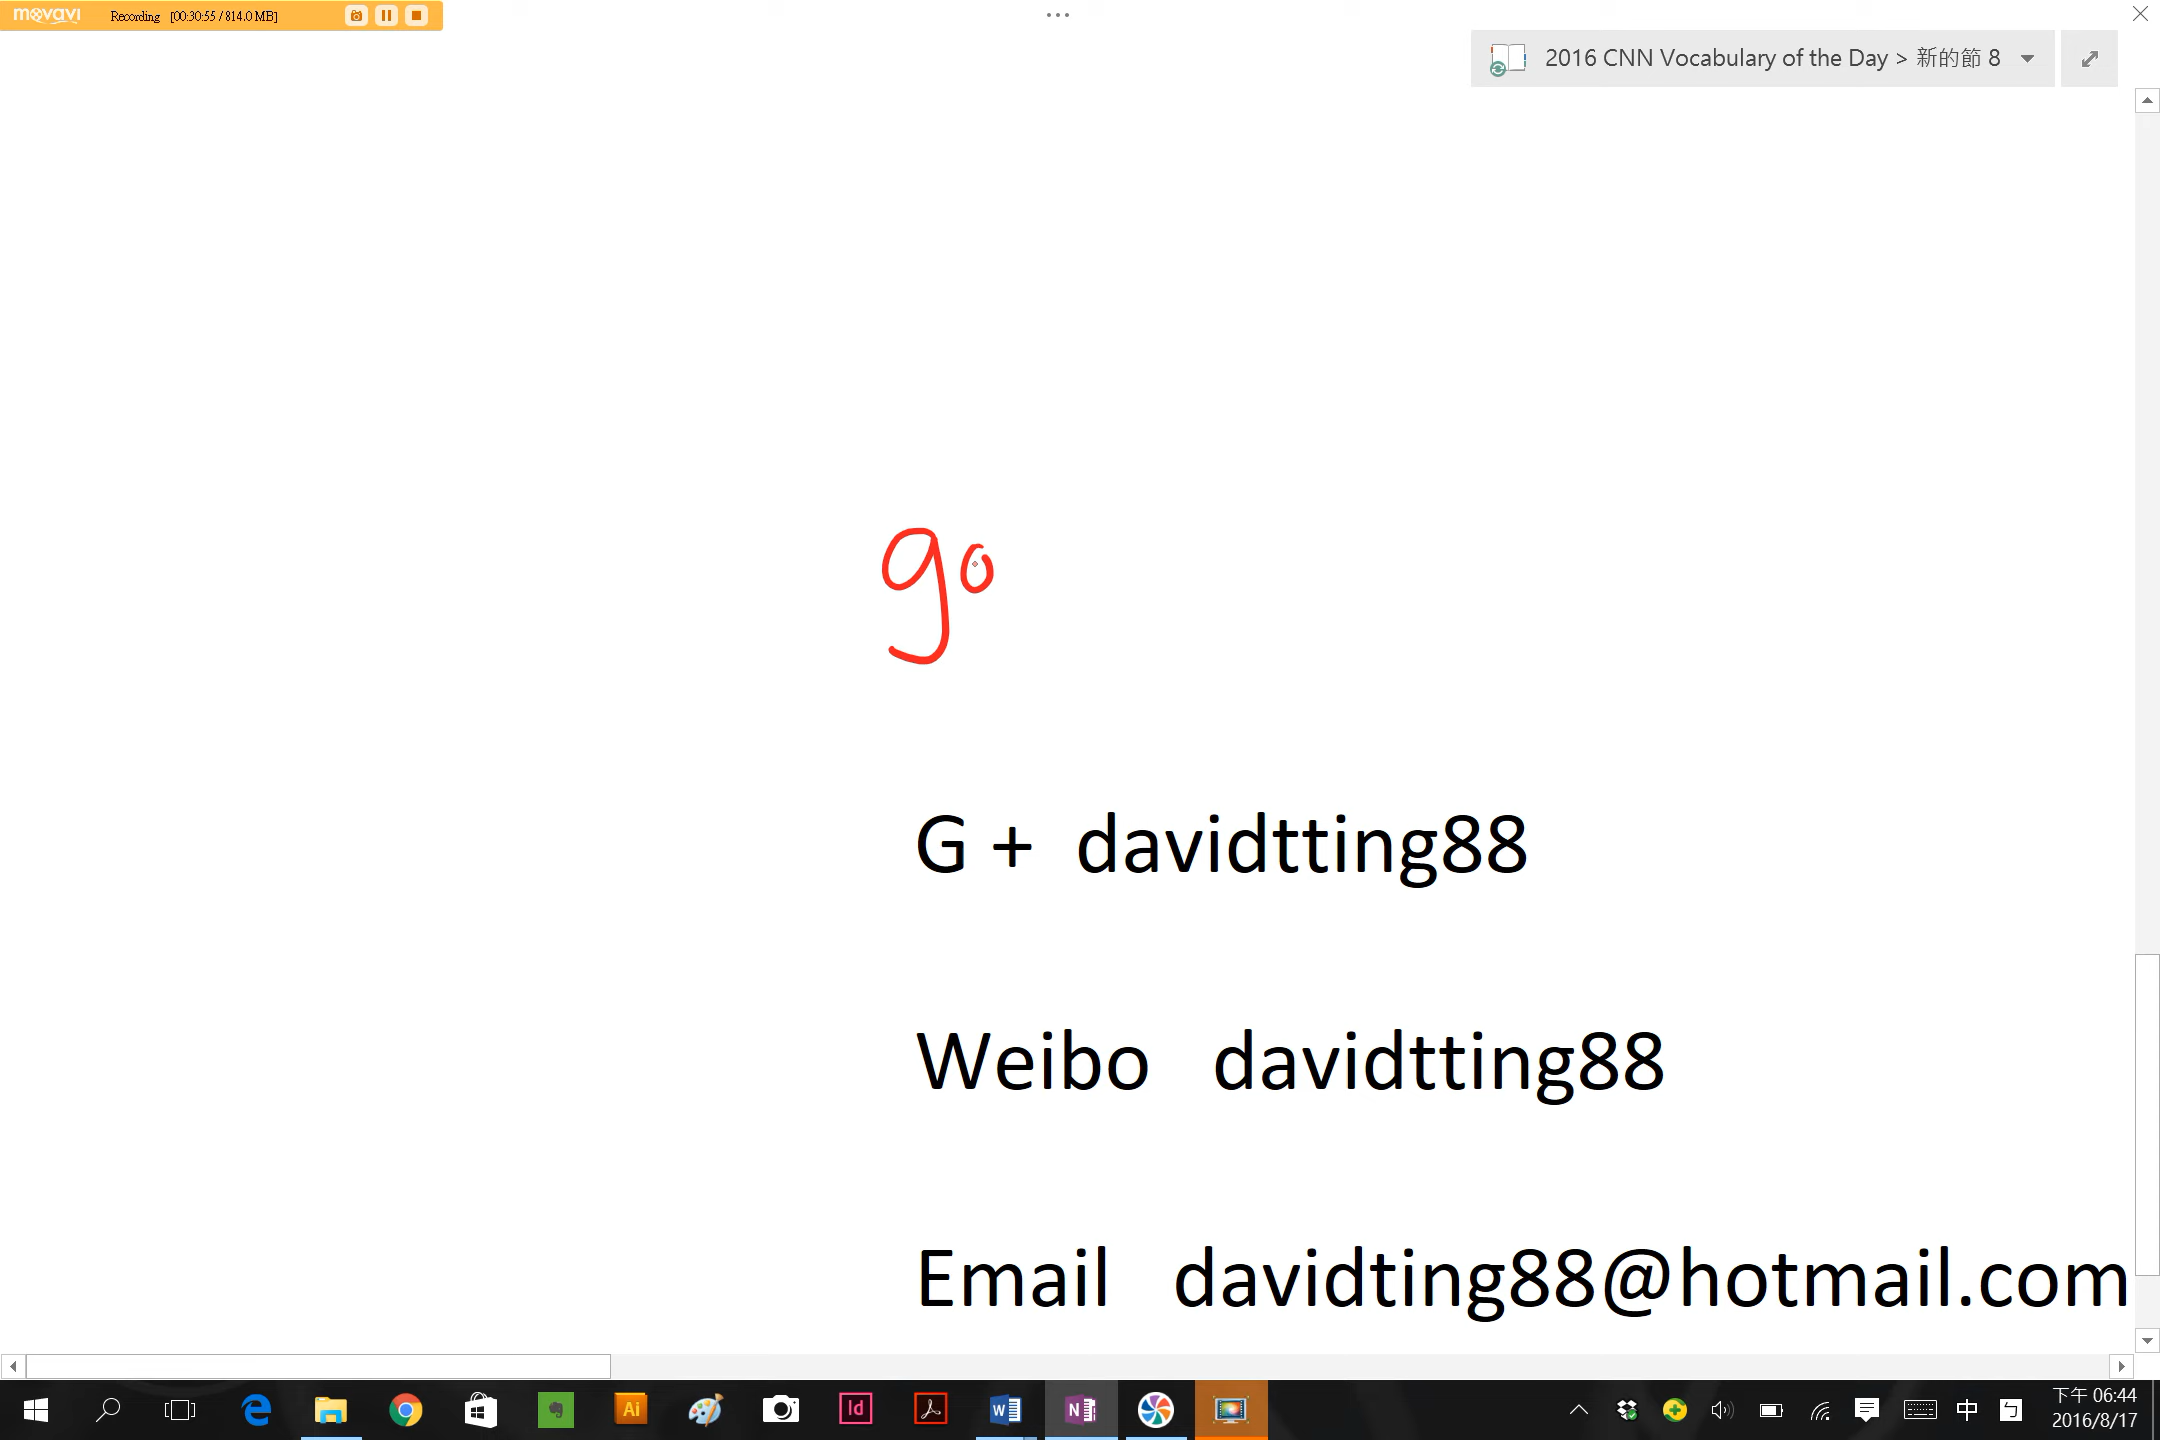 movavi Recording [00:30:55 / 814.0 MB]
2016 CNN Vocabulary of the Day > 新的節 8
go
G + davidtting88
Weibo davidtting88
Email davidting88@hotmail.com
Ai Id W N 中 ㄅ
下午 06:44
2016/8/17